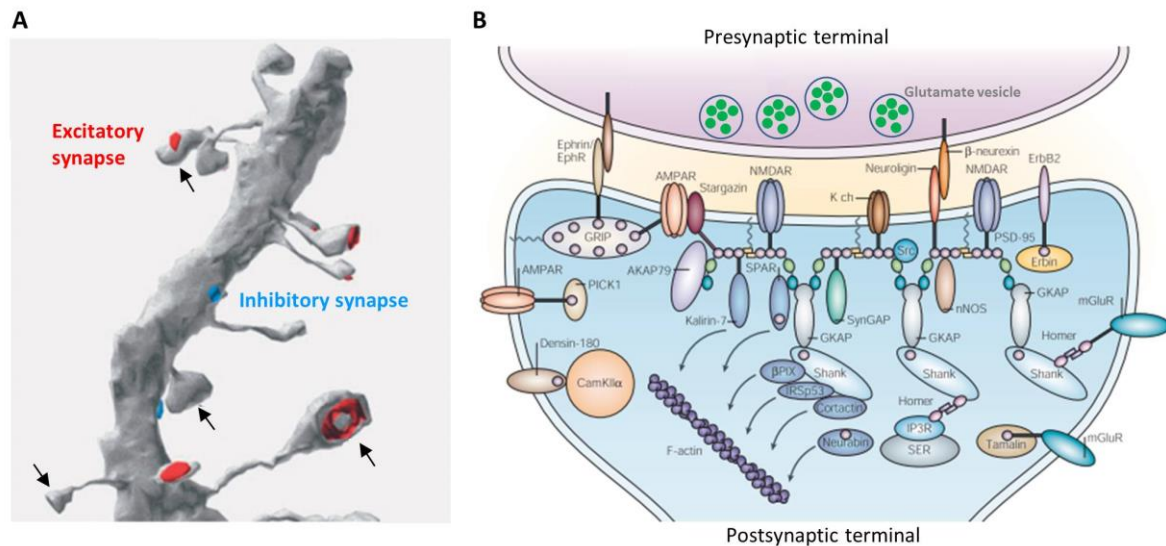 A
Excitatory
synapse
Inhibitory synapse
B
Presynaptic terminal
Glutamate vesicle
Ephrin/
EphR
AMPAR
Stargazin
NMDAR
K ch
Neuroligin
β-neurexin
NMDAR
ErbB2
GRIP
PSD-95
Src
Erbin
AKAP79
SPAR
AMPAR
PICK1
Kalirin-7
SynGAP
nNOS
GKAP
mGluR
GKAP
GKAP
Homer
Densin-180
CamKIIα
βPIX
Shank
Shank
Shank
IRSp53
Cortactin
Homer
F-actin
Neurabin
IP3R
SER
Tamalin
mGluR
Postsynaptic terminal